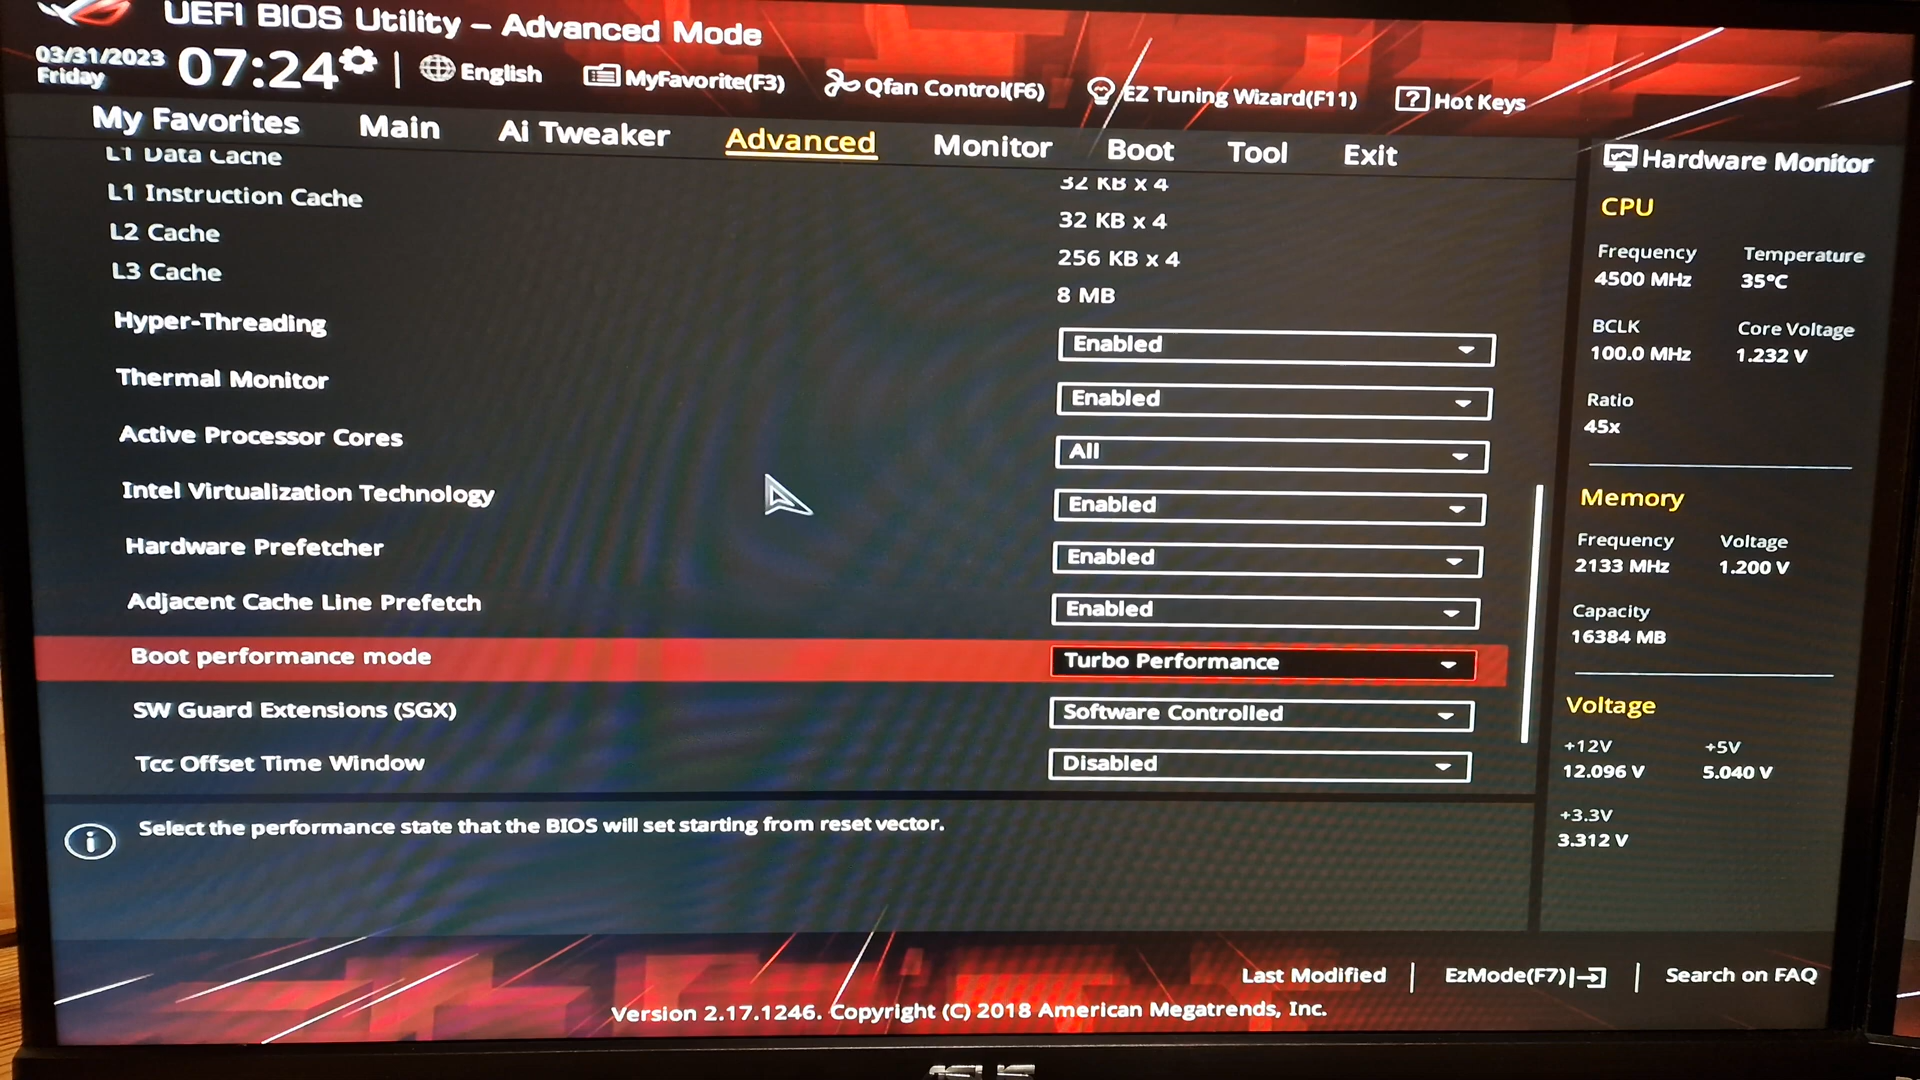 UEFI BIOS Utility – Advanced Mode
03/31/2023
Friday
07:24
English
MyFavorite(F3)
Qfan Control(F6)
EZ Tuning Wizard(F11)
? Hot Keys
My Favorites
Main
Ai Tweaker
Advanced
Monitor
Boot
Tool
Exit
L1 Data Cache
32 KB x 4
L1 Instruction Cache
32 KB x 4
L2 Cache
256 KB x 4
L3 Cache
8 MB
Hyper-Threading
Enabled
Thermal Monitor
Enabled
Active Processor Cores
All
Intel Virtualization Technology
Enabled
Hardware Prefetcher
Enabled
Adjacent Cache Line Prefetch
Enabled
Boot performance mode
Turbo Performance
SW Guard Extensions (SGX)
Software Controlled
Tcc Offset Time Window
Disabled
i
Select the performance state that the BIOS will set starting from reset vector.
Hardware Monitor
CPU
Frequency
Temperature
4500 MHz
35°C
BCLK
Core Voltage
100.0 MHz
1.232 V
Ratio
45x
Memory
Frequency
Voltage
2133 MHz
1.200 V
Capacity
16384 MB
Voltage
+12V
+5V
12.096 V
5.040 V
+3.3V
3.312 V
Last Modified
EzMode(F7)
Search on FAQ
Version 2.17.1246. Copyright (C) 2018 American Megatrends, Inc.